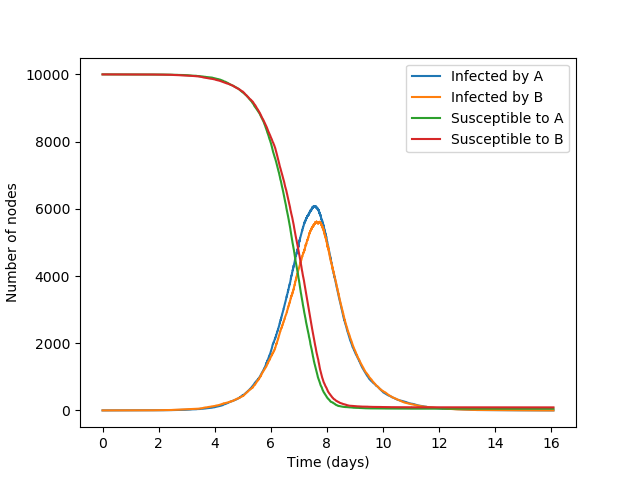 Infected by A
Infected by B
Susceptible to A
Susceptible to B
Number of nodes
10000
8000
6000
4000
2000
0
0 2 4 6 8 10 12 14 16
Time (days)